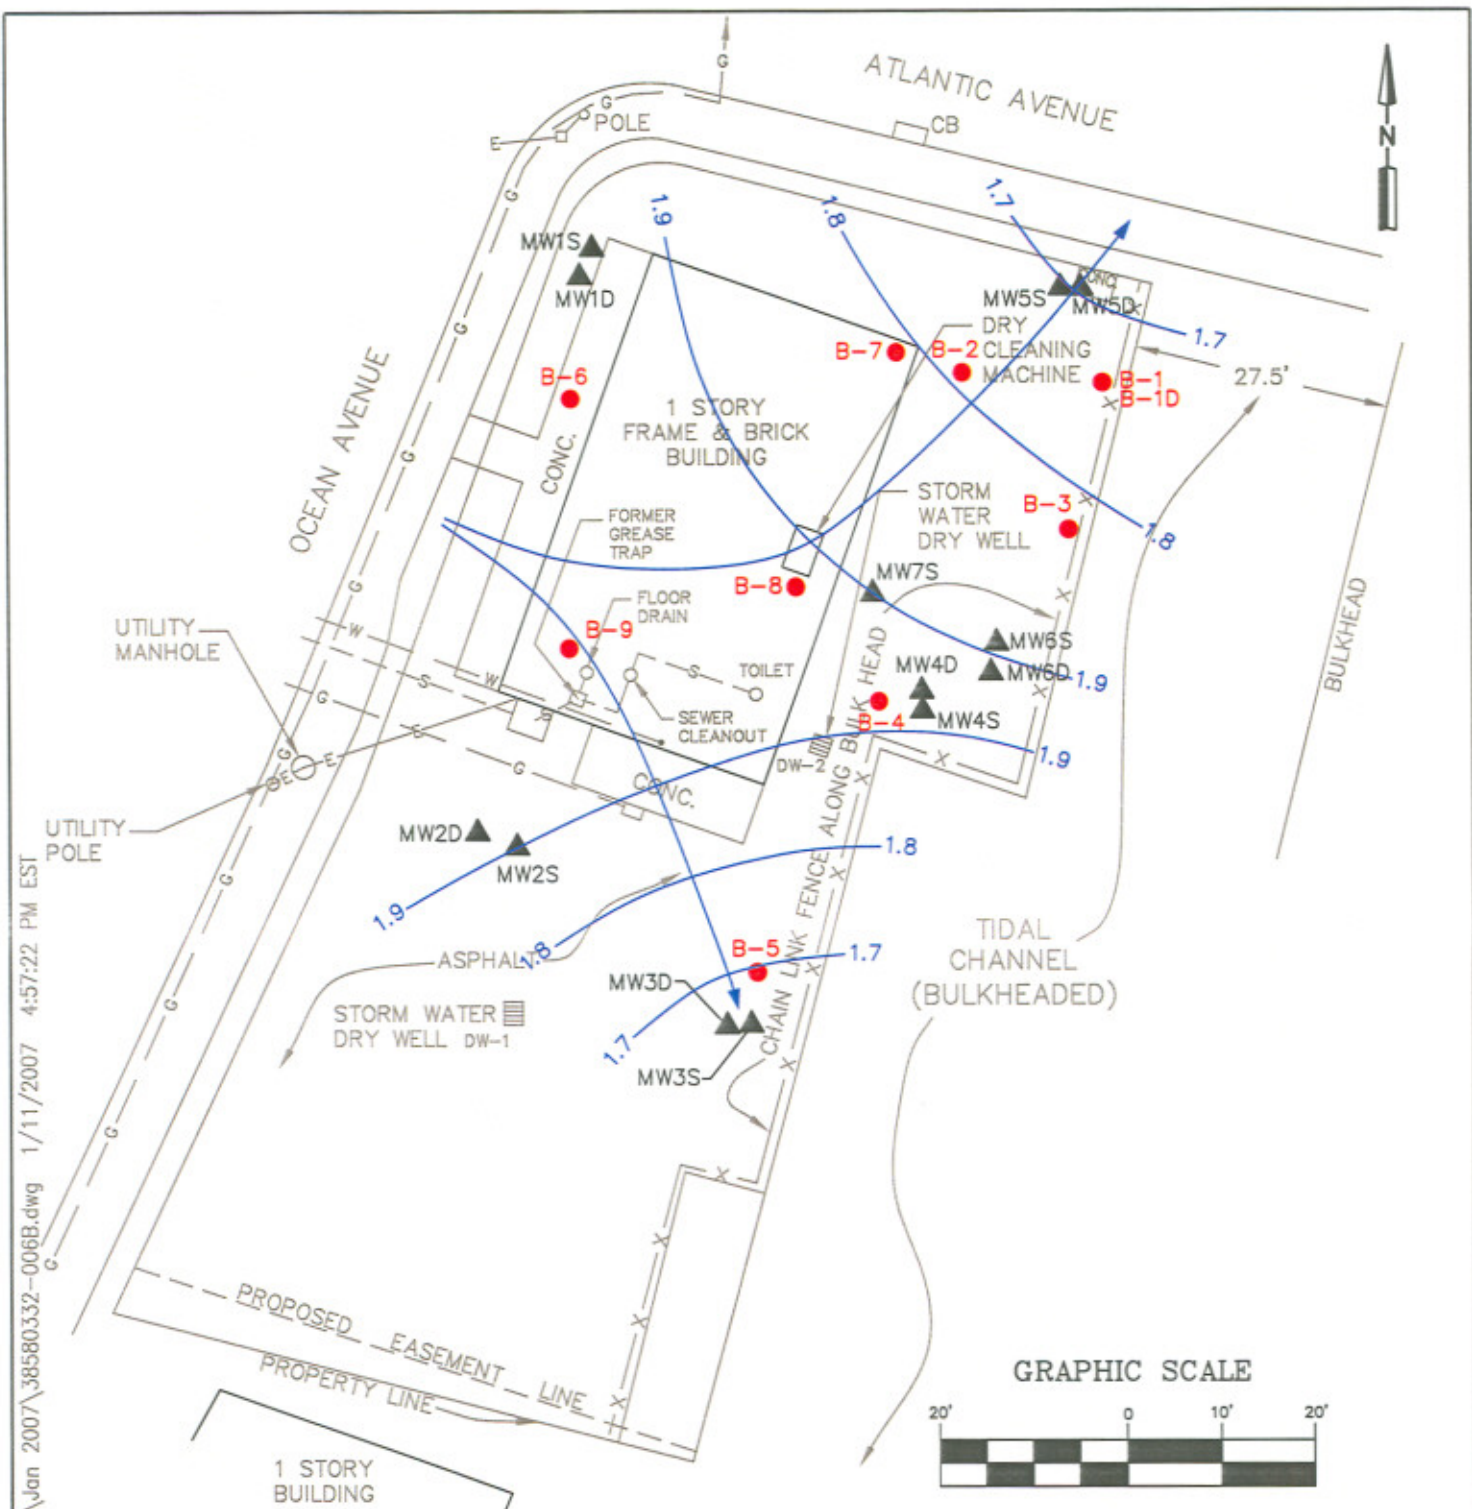 G
ATLANTIC AVENUE
G
POLE
CB
E
N
1.7
G
1.9
1.8
MW1S
MW1D
MW5S
CONC.
MW5D
X
G
DRY
CLEANING
MACHINE
1.7
B-7
B-2
B-1
B-1D
27.5'
B-6
X
OCEAN AVENUE
1 STORY
FRAME & BRICK
BUILDING
G
CONC.
STORM
WATER
DRY WELL
B-3
X
1.8
FORMER
GREASE
TRAP
B-8
MW7S
X
FLOOR
DRAIN
UTILITY
MANHOLE
W
B-9
MW6S
MW6D
BULKHEAD
S
W
S
TOILET
MW4D
1.9
X
G
S
SEWER
CLEANOUT
B-4
MW4S
E
G
E
E
G
DW-2
X
1.9
X
CONC.
UTILITY
POLE
MW2D
MW2S
1.8
X
G
1.9
CHAIN LINK FENCE ALONG BULK HEAD
TIDAL
CHANNEL
(BULKHEADED)
ASPHALT
1.8
B-5
1.7
X
MW3D
G
STORM WATER
DRY WELL DW-1
1.7
X
MW3S
G
X
X
G
PROPOSED EASEMENT LINE
X
PROPERTY LINE
X
GRAPHIC SCALE
20' 0 10' 20'
1 STORY
BUILDING
\Jan 2007\38580332-006B.dwg 1/11/2007 4:57:22 PM EST